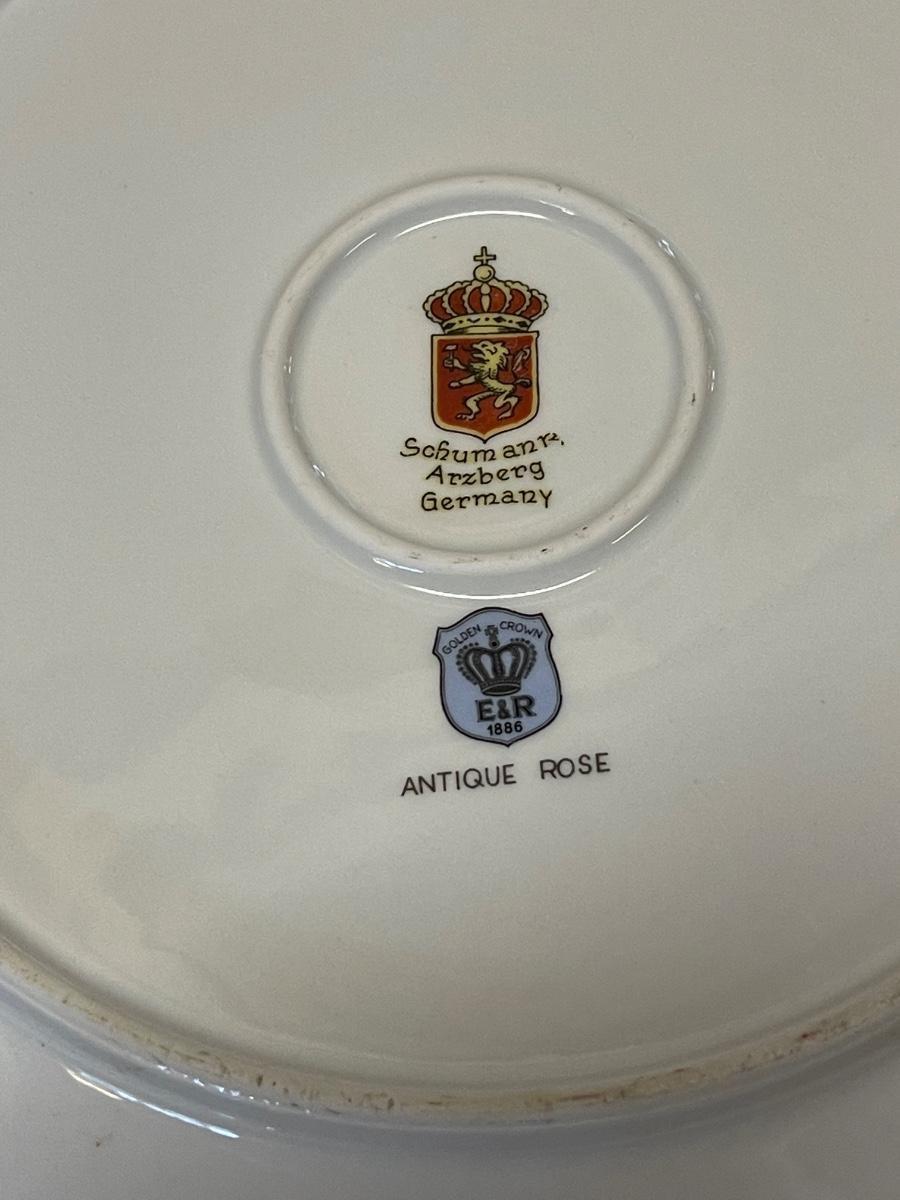 Schumann,
Arzberg
Germany
GOLDEN CROWN
E&R
1886
ANTIQUE ROSE